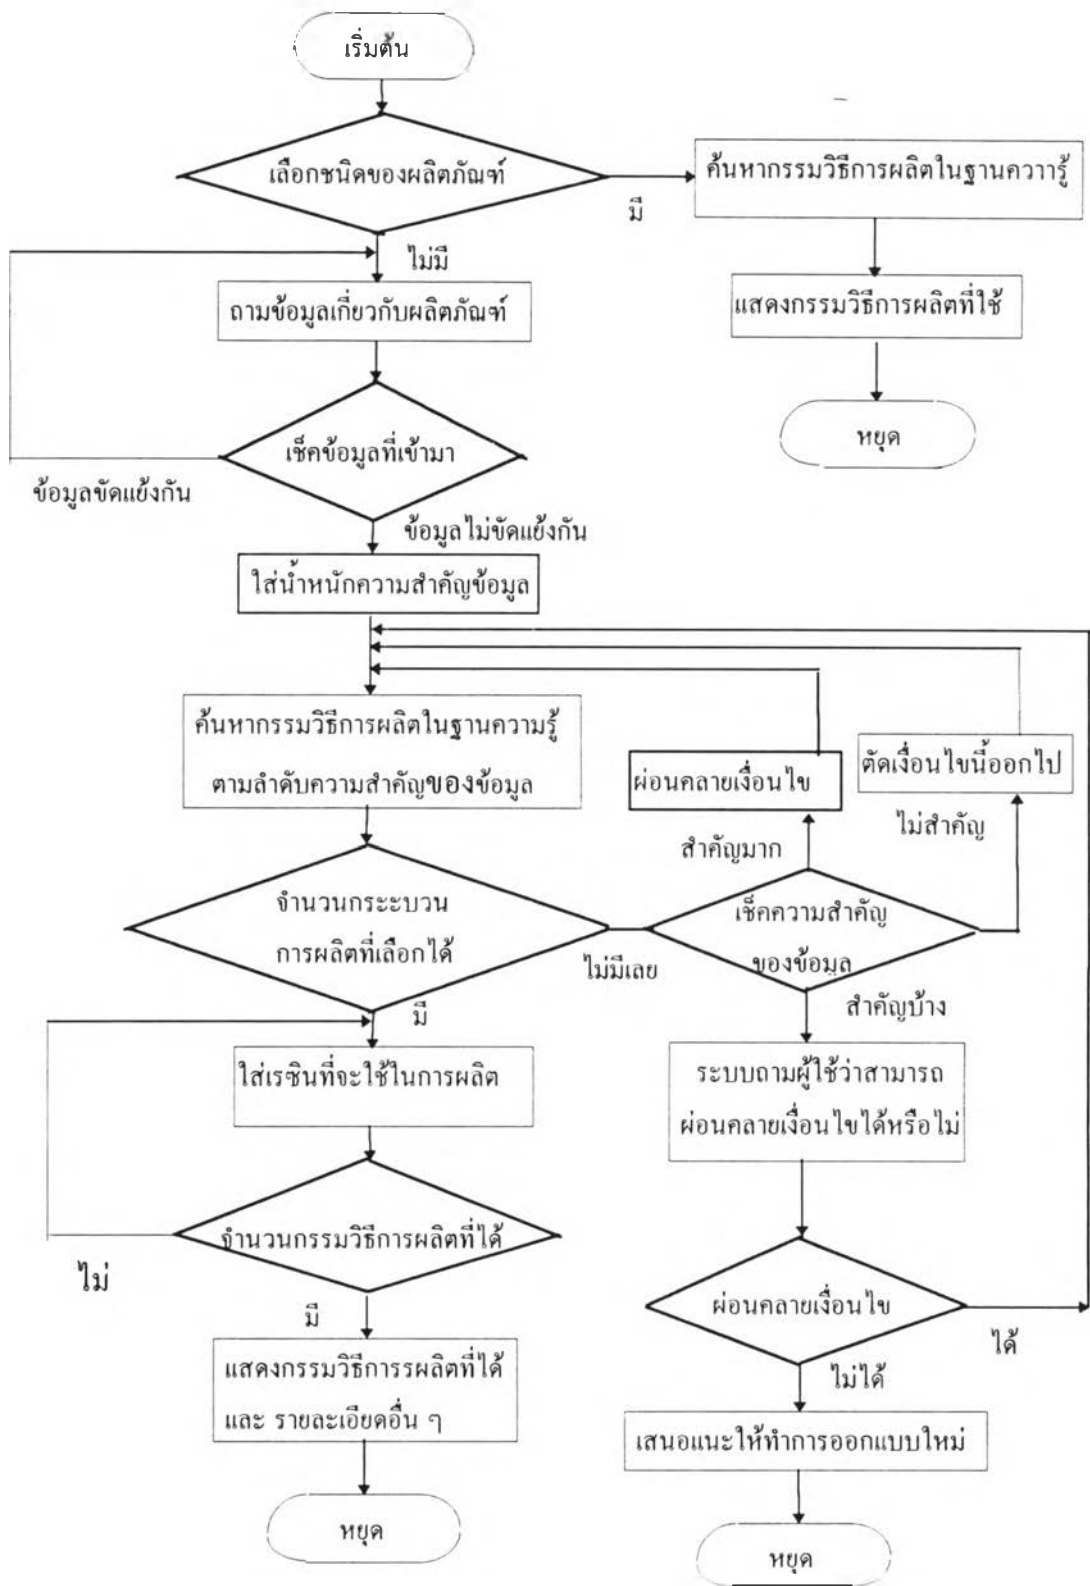 เริ่มต้น
เลือกชนิดของผลิตภัณฑ์
มี
ค้นหากรรมวิธีการผลิตในฐานควาารู้
ไม่มี
ถามข้อมูลเกี่ยวกับผลิตภัณฑ์
แสดงกรรมวิธีการผลิตที่ใช้
หยุด
เช็คข้อมูลที่เข้ามา
ข้อมูลขัดแย้งกัน
ข้อมูลไม่ขัดแย้งกัน
ใส่น้ำหนักความสำคัญข้อมูล
ค้นหากรรมวิธีการผลิตในฐานความรู้
ตามลำดับความสำคัญของข้อมูล
ผ่อนคลายเงื่อนไข
ตัดเงื่อนไขนี้ออกไป
สำคัญมาก
ไม่สำคัญ
จำนวนกระะบวน
การผลิตที่เลือกได้
ไม่มีเลย
เช็คความสำคัญ
ของข้อมูล
มี
สำคัญบ้าง
ใส่เรซินที่จะใช้ในการผลิต
ระบบถามผู้ใช้ว่าสามารถ
ผ่อนคลายเงื่อนไขได้หรือไม่
จำนวนกรรมวิธีการผลิตที่ได้
ไม่
มี
ผ่อนคลายเงื่อนไข
ได้
ไม่ได้
แสดงกรรมวิธีการรผลิตที่ได้
และ รายละเอียดอื่น ๆ
เสนอแนะให้ทำการออกแบบใหม่
หยุด
หยุด